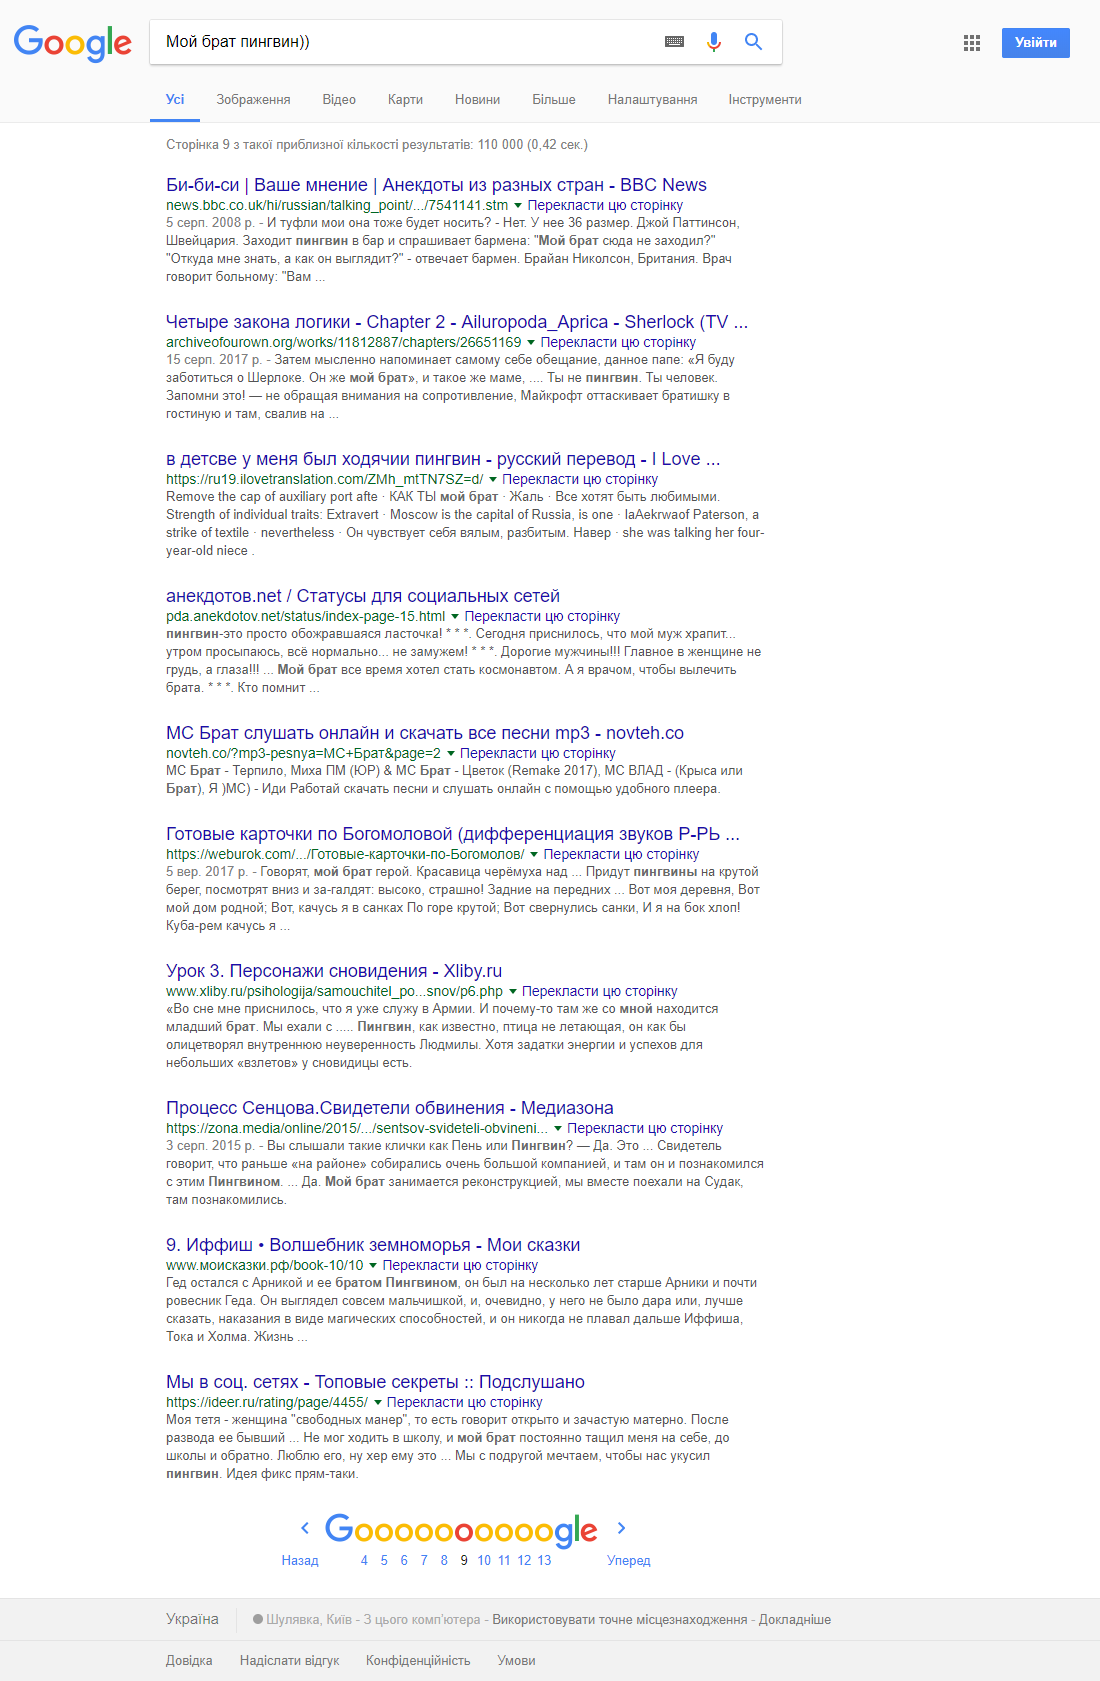 Google
Мой брат пингвин))
Увійти
Усі Зображення Відео Карти Новини Більше Налаштування Інструменти
Сторінка 9 з такої приблизної кількості результатів: 110 000 (0,42 сек.)
Би-би-си | Ваше мнение | Анекдоты из разных стран - BBC News
news.bbc.co.uk/hi/russian/talking_point/.../7541141.stm Перекласти цю сторінку
5 серп. 2008 р. - И туфли мои она тоже будет носить? - Нет. У нее 36 размер. Джой Паттинсон,
Швейцария. Заходит пингвин в бар и спрашивает бармена: "Мой брат сюда не заходил?"
"Откуда мне знать, а как он выглядит?" - отвечает бармен. Брайан Николсон, Британия. Врач
говорит больному: "Вам ...
Четыре закона логики - Chapter 2 - Ailuropoda_Aprica - Sherlock (TV ...
archiveofourown.org/works/11812887/chapters/26651169 Перекласти цю сторінку
15 серп. 2017 р. - Затем мысленно напоминает самому себе обещание, данное папе: «Я буду
заботиться о Шерлоке. Он же мой брат», и такое же маме, .... Ты не пингвин. Ты человек.
Запомни это! — не обращая внимания на сопротивление, Майкрофт оттаскивает братишку в
гостиную и там, свалив на ...
в детсве у меня был ходячии пингвин - русский перевод - I Love ...
https://ru19.ilovetranslation.com/ZMh_mtTN7SZ=d/ Перекласти цю сторінку
Remove the cap of auxiliary port afte · КАК ТЫ мой брат · Жаль · Все хотят быть любимыми.
Strength of individual traits: Extravert · Moscow is the capital of Russia, is one · IaAekrwaof Paterson, a
strike of textile · nevertheless · Он чувствует себя вялым, разбитым. Навер · she was talking her four-
year-old niece .
анекдотов.net / Статусы для социальных сетей
pda.anekdotov.net/status/index-page-15.html Перекласти цю сторінку
пингвин-это просто обожравшаяся ласточка! * * *. Сегодня приснилось, что мой муж храпит...
утром просыпаюсь, всё нормально... не замужем! * * *. Дорогие мужчины!!! Главное в женщине не
грудь, а глаза!!! ... Мой брат все время хотел стать космонавтом. А я врачом, чтобы вылечить
брата. * * *. Кто помнит ...
МС Брат слушать онлайн и скачать все песни mp3 - novteh.co
novteh.co/?mp3-pesnya=МС+Брат&page=2 Перекласти цю сторінку
МС Брат - Терпило, Миха ПМ (ЮР) & МС Брат - Цветок (Remake 2017), МС ВЛАД - (Крыса или
Брат), Я )МС) - Иди Работай скачать песни и слушать онлайн с помощью удобного плеера.
Готовые карточки по Богомоловой (дифференциация звуков Р-РЬ ...
https://weburok.com/.../Готовые-карточки-по-Богомолов/ Перекласти цю сторінку
5 вер. 2017 р. - Говорят, мой брат герой. Красавица черёмуха над ... Придут пингвины на крутой
берег, посмотрят вниз и за-галдят: высоко, страшно! Задние на передних ... Вот моя деревня, Вот
мой дом родной; Вот, качусь я в санках По горе крутой; Вот свернулись санки, И я на бок хлоп!
Куба-рем качусь я ...
Урок 3. Персонажи сновидения - Xliby.ru
www.xliby.ru/psihologija/samouchitel_po...snov/p6.php Перекласти цю сторінку
«Во сне мне приснилось, что я уже служу в Армии. И почему-то там же со мной находится
младший брат. Мы ехали с ..... Пингвин, как известно, птица не летающая, он как бы
олицетворял внутреннюю неуверенность Людмилы. Хотя задатки энергии и успехов для
небольших «взлетов» у сновидицы есть.
Процесс Сенцова.Свидетели обвинения - Медиазона
https://zona.media/online/2015/.../sentsov-svideteli-obvineni... Перекласти цю сторінку
3 серп. 2015 р. - Вы слышали такие клички как Пень или Пингвин? — Да. Это ... Свидетель
говорит, что раньше «на районе» собирались очень большой компанией, и там он и познакомился
с этим Пингвином. ... Да. Мой брат занимается реконструкцией, мы вместе поехали на Судак,
там познакомились.
9. Иффиш • Волшебник земноморья - Мои сказки
www.моисказки.рф/book-10/10 Перекласти цю сторінку
Гед остался с Арникой и ее братом Пингвином, он был на несколько лет старше Арники и почти
ровесник Геда. Он выглядел совсем мальчишкой, и, очевидно, у него не было дара или, лучше
сказать, наказания в виде магических способностей, и он никогда не плавал дальше Иффиша,
Тока и Холма. Жизнь ...
Мы в соц. сетях - Топовые секреты :: Подслушано
https://ideer.ru/rating/page/4455/ Перекласти цю сторінку
Моя тетя - женщина "свободных манер", то есть говорит открыто и зачастую матерно. После
развода ее бывший ... Не мог ходить в школу, и мой брат постоянно тащил меня на себе, до
школы и обратно. Люблю его, ну хер ему это ... Мы с подругой мечтаем, чтобы нас укусил
пингвин. Идея фикс прям-таки.
Goooooooooogle
Назад 4 5 6 7 8 9 10 11 12 13 Уперед
Україна Шулявка, Київ - З цього комп'ютера - Використовувати точне місцезнаходження - Докладніше
Довідка Надіслати відгук Конфіденційність Умови